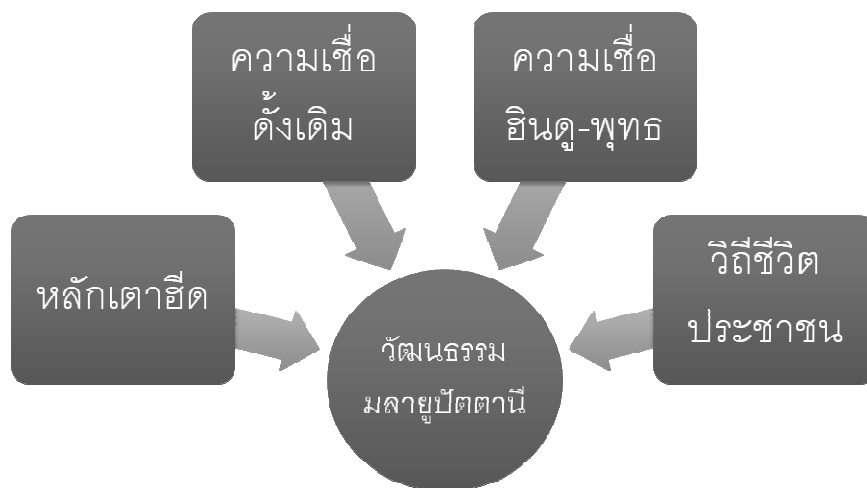 ความเชื่อ
ดั้งเดิม
ความเชื่อ
ฮินดู-พุทธ
หลักเตาฮีด
วิถีชีวิต
ประชาชน
วัฒนธรรม
มลายูปัตตานี